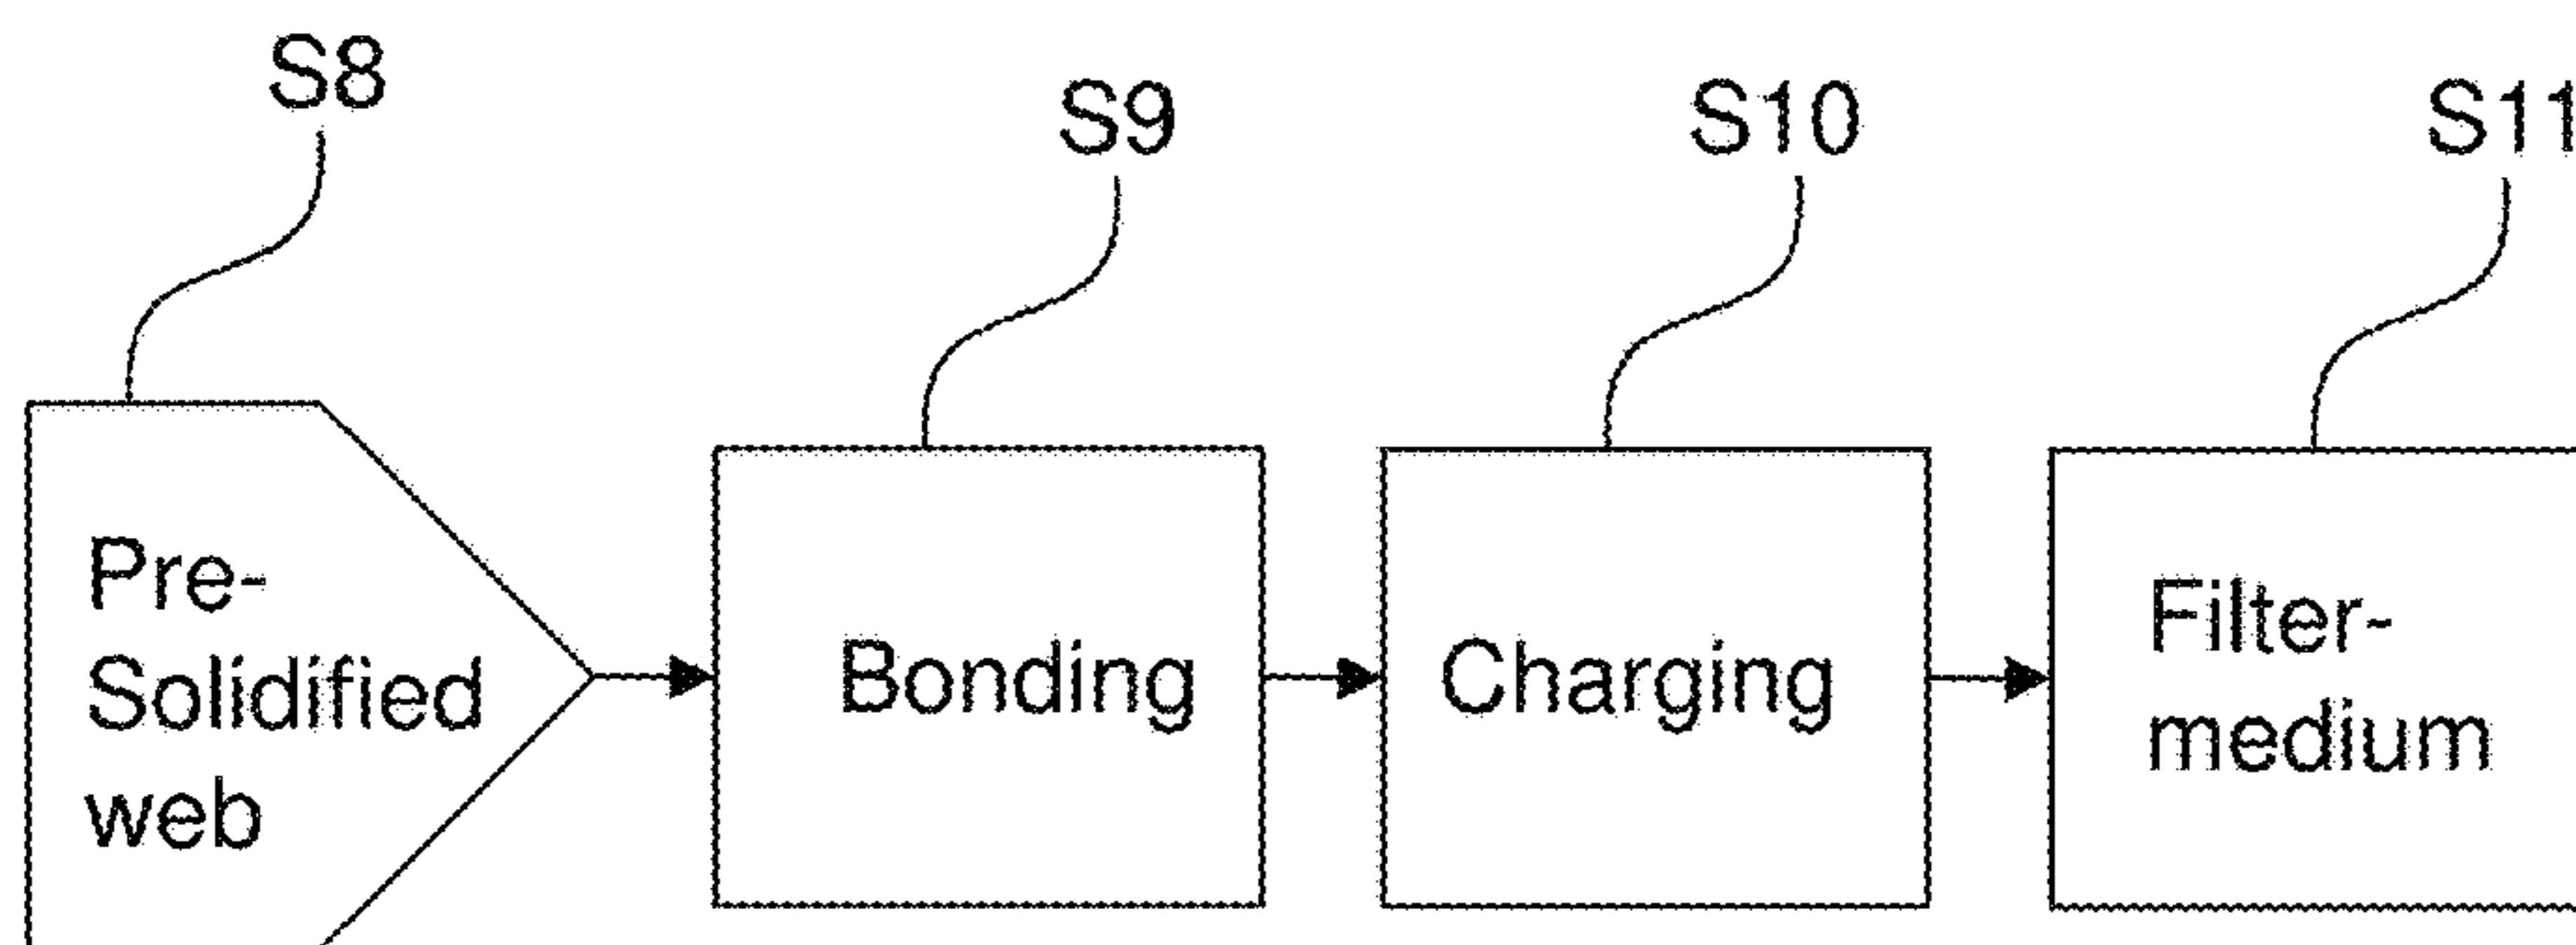 S8
S9
S10
S11
Pre-
Solidified
web
Bonding
Charging
Filter-
medium